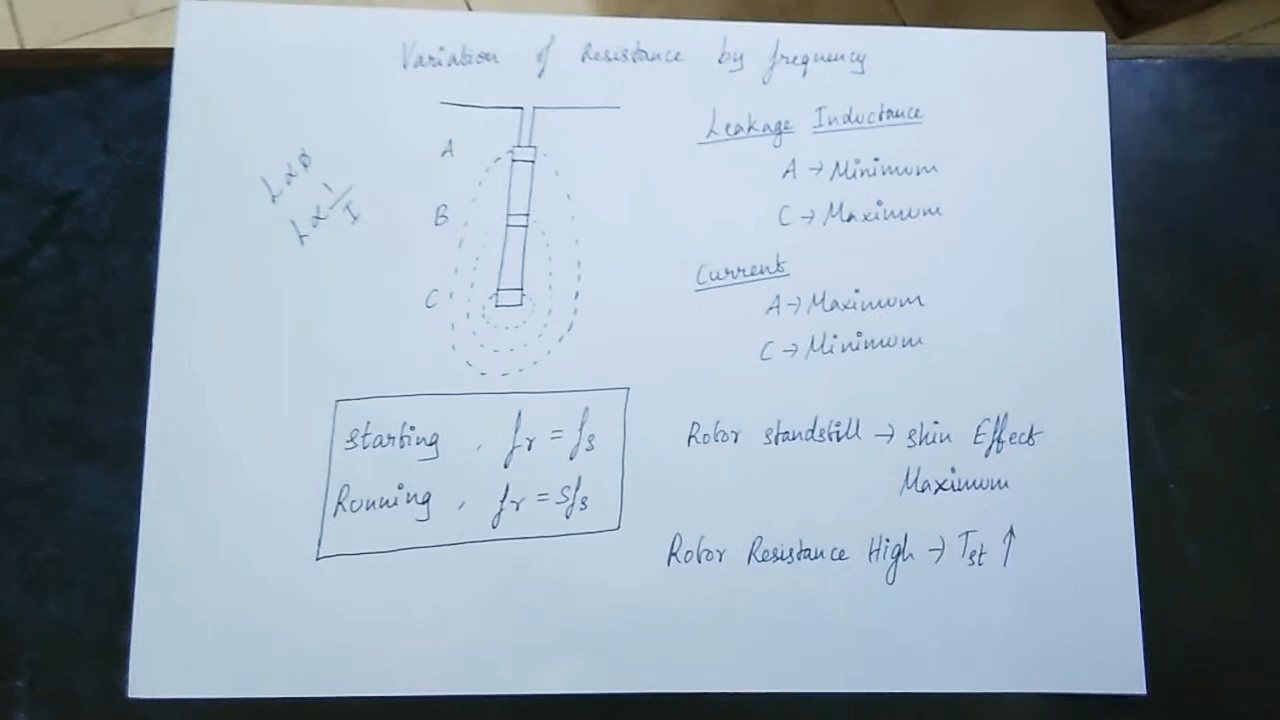 Variation of Resistance by frequency
L ∝ ϕ
L ∝ 1/I
A
B
C
Leakage Inductance
A → Minimum
C → Maximum
Current
A → Maximum
C → Minimum
Starting , fr = fs
Running , fr = sfs
Rotor standstill → skin Effect
Maximum
Rotor Resistance High → Tst ↑